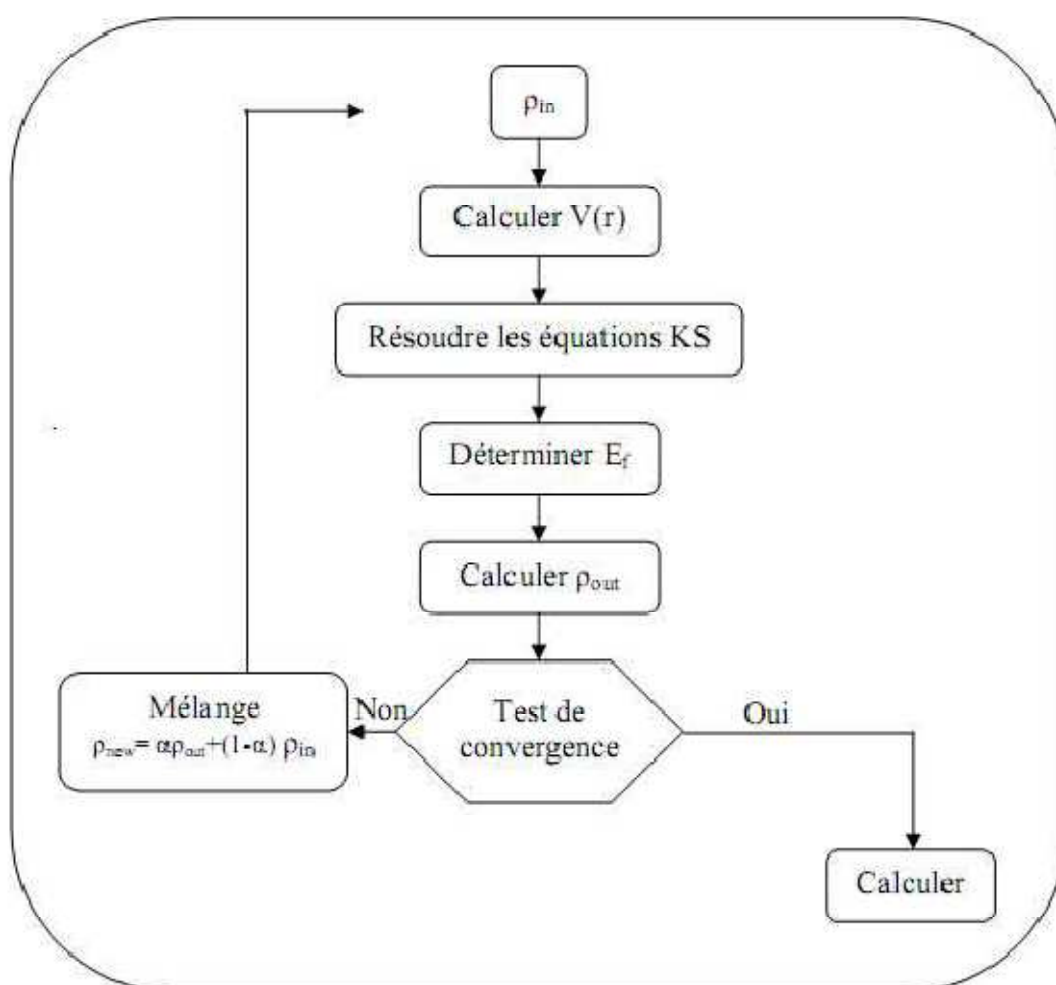 ρin
Calculer V(r)
Résoudre les équations KS
Déterminer Ef
Calculer ρout
Test de
convergence
Non
Oui
Mélange
ρnew= αρout+(1-α) ρin
Calculer